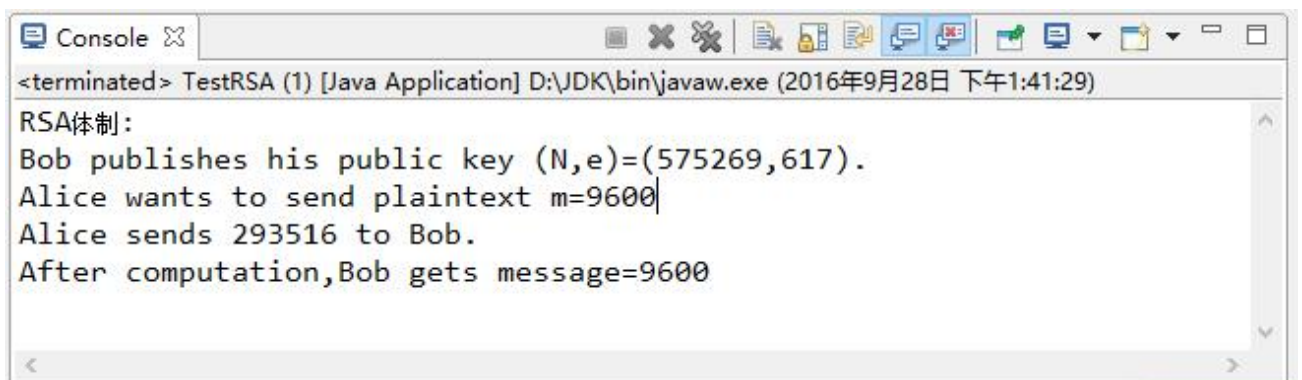 Console
<terminated> TestRSA (1) [Java Application] D:\JDK\bin\javaw.exe (2016年9月28日 下午1:41:29)
RSA体制:
Bob publishes his public key (N,e)=(575269,617).
Alice wants to send plaintext m=9600
Alice sends 293516 to Bob.
After computation,Bob gets message=9600